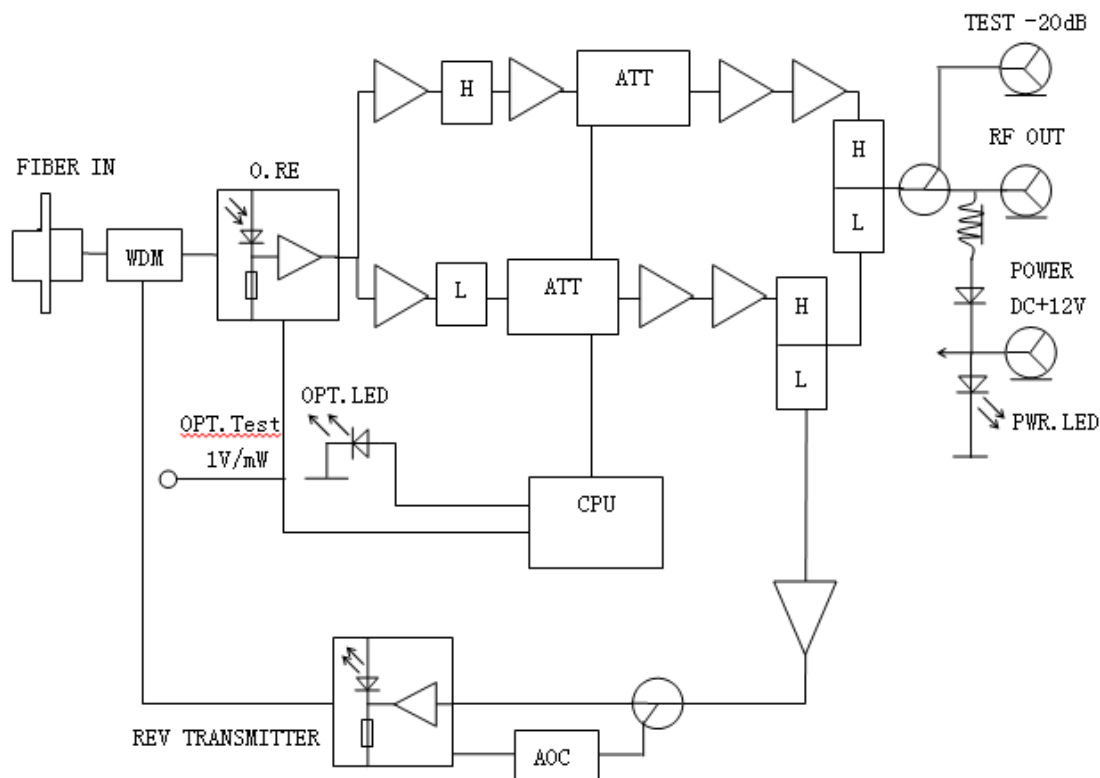 TEST -20dB
ATT
H
H
RF OUT
FIBER IN
O.RE
L
WDM
ATT
POWER
L
H
DC+12V
L
OPT.LED
PWR.LED
OPT.Test
1V/mW
CPU
REV TRANSMITTER
AOC